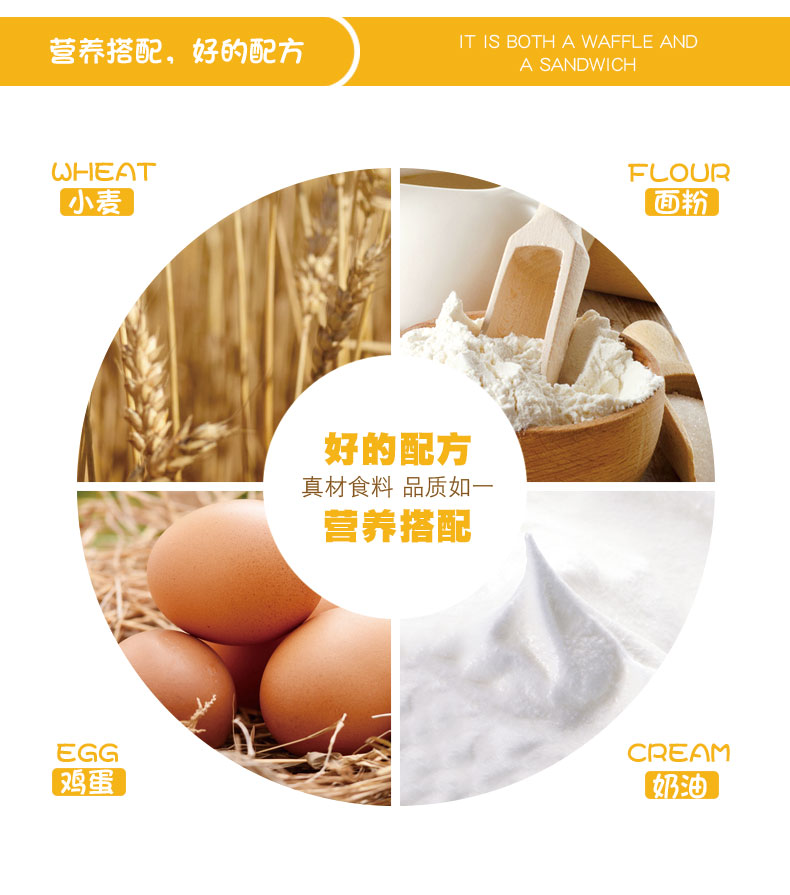 营养搭配，好的配方
IT IS BOTH A WAFFLE AND
A SANDWICH
WHEAT
小麦
FLOUR
面粉
好的配方
真材食料 品质如一
营养搭配
EGG
鸡蛋
CREAM
奶油